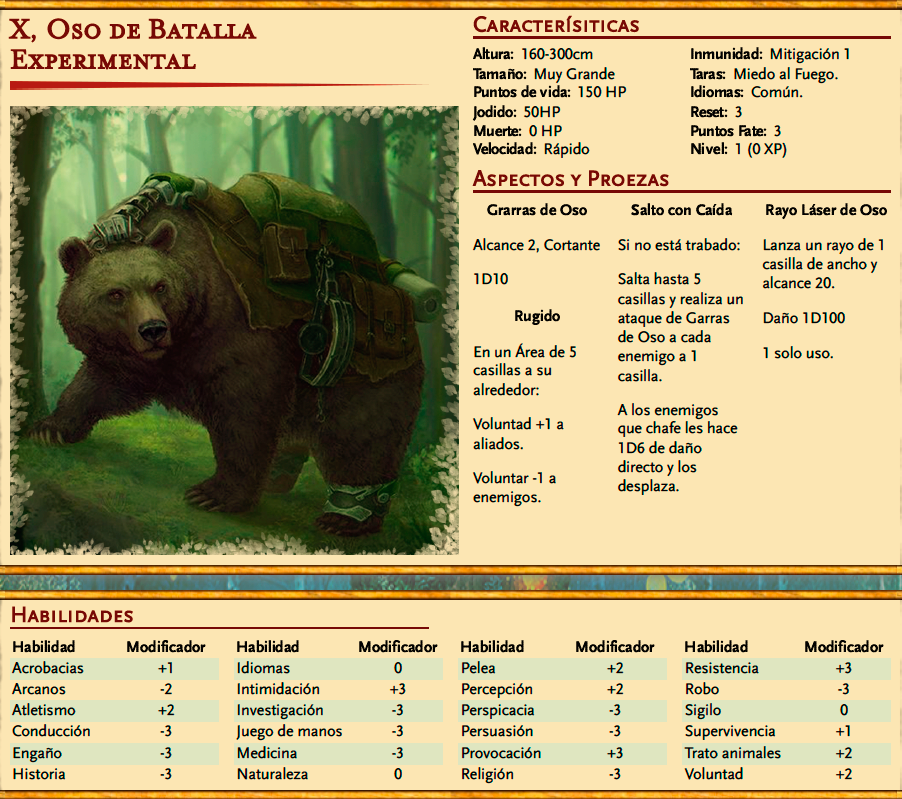 X, Oso de Batalla
Experimental
Caracterísiticas
Altura: 160-300cm
Tamaño: Muy Grande
Puntos de vida: 150 HP
Jodido: 50HP
Muerte: 0 HP
Velocidad: Rápido
Inmunidad: Mitigación 1
Taras: Miedo al Fuego.
Idiomas: Común.
Reset: 3
Puntos Fate: 3
Nivel: 1 (0 XP)
Aspectos y Proezas
Grarras de Oso
Alcance 2, Cortante
1D10
Rugido
En un Área de 5
casillas a su
alrededor:
Voluntad +1 a
aliados.
Voluntar -1 a
enemigos.
Salto con Caída
Si no está trabado:
Salta hasta 5
casillas y realiza un
ataque de Garras
de Oso a cada
enemigo a 1
casilla.
A los enemigos
que chafe les hace
1D6 de daño
directo y los
desplaza.
Rayo Láser de Oso
Lanza un rayo de 1
casilla de ancho y
alcance 20.
Daño 1D100
1 solo uso.
Habilidades
Habilidad Modificador
Acrobacias +1
Arcanos -2
Atletismo +2
Conducción -3
Engaño -3
Historia -3
Habilidad Modificador
Idiomas 0
Intimidación +3
Investigación -3
Juego de manos -3
Medicina -3
Naturaleza 0
Habilidad Modificador
Pelea +2
Percepción +2
Perspicacia -3
Persuasión -3
Provocación +3
Religión -3
Habilidad Modificador
Resistencia +3
Robo -3
Sigilo 0
Supervivencia +1
Trato animales +2
Voluntad +2